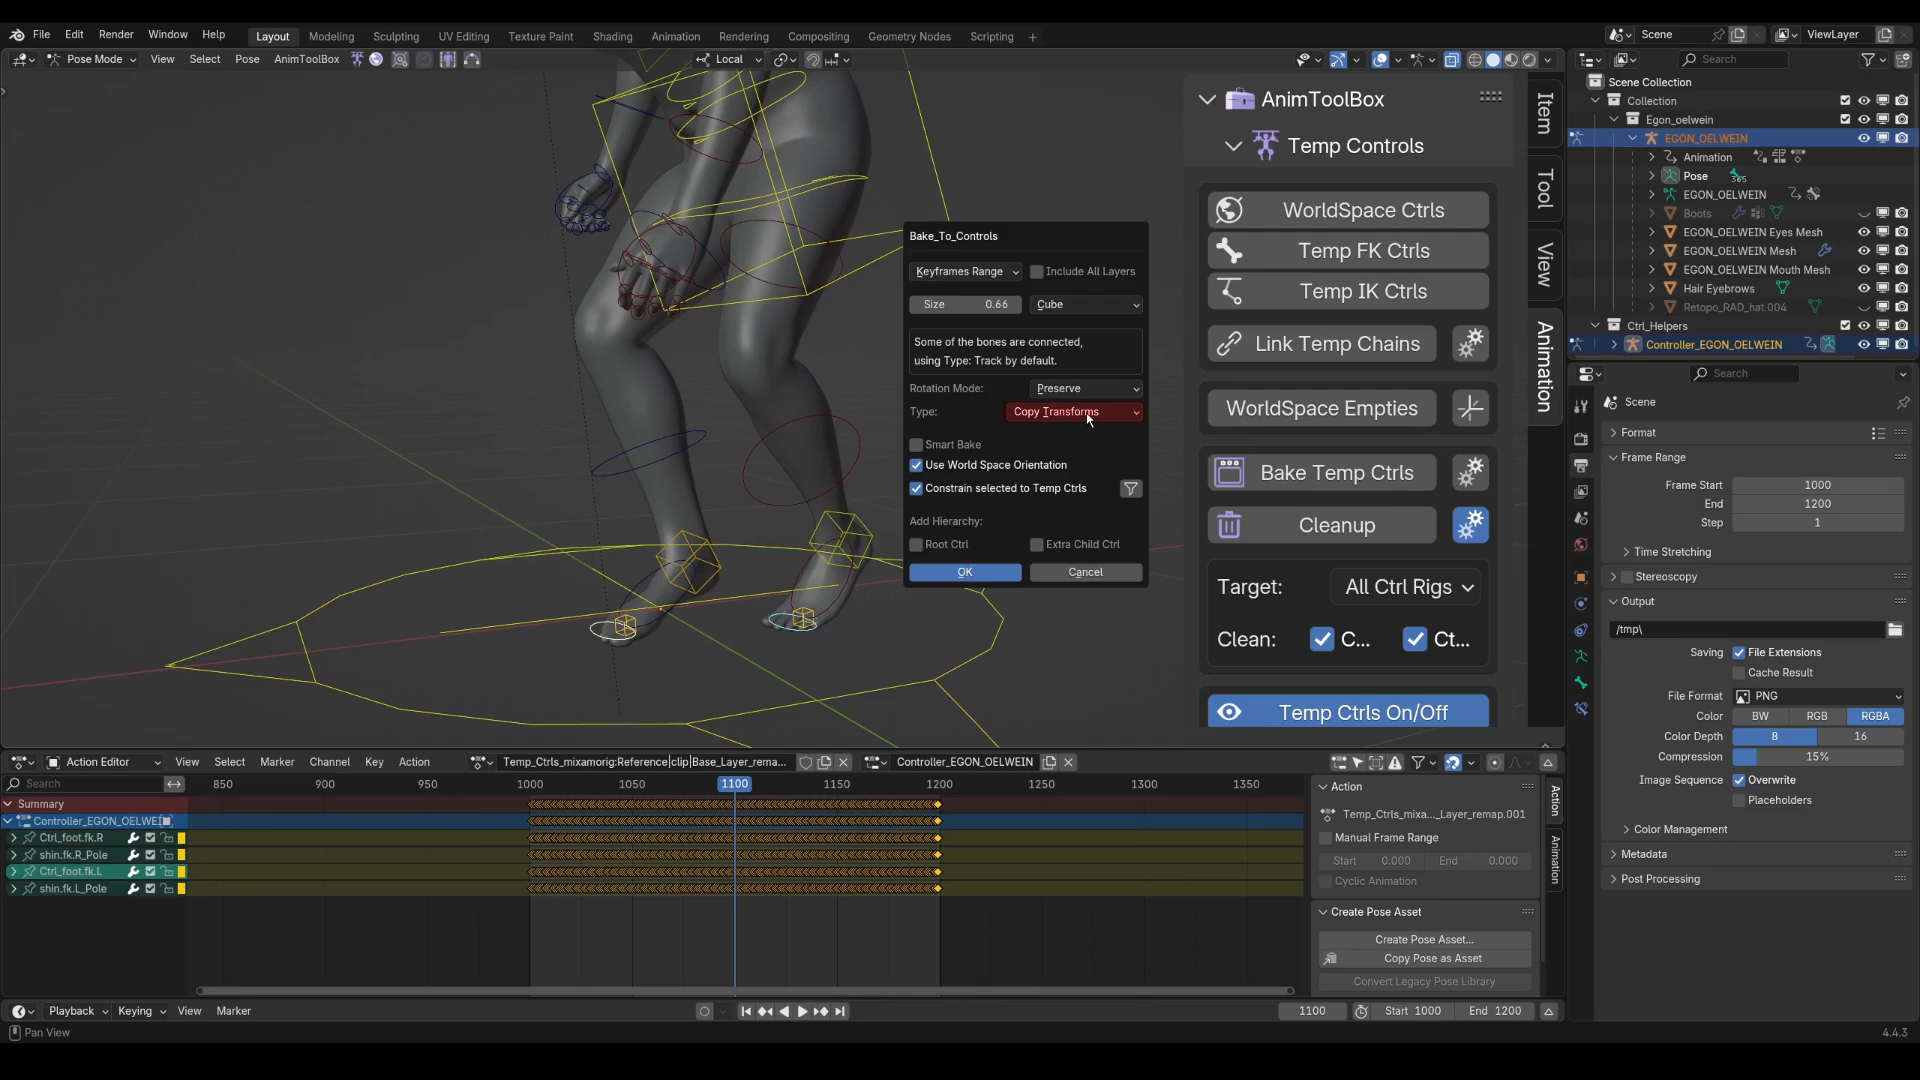 File Edit Render Window Help Layout Modeling Sculpting UV Editing Texture Paint Shading Animation Rendering Compositing Geometry Nodes Scripting + Scene ViewLayer
Pose Mode View Select Pose AnimToolBox Local Search
Scene Collection
Collection
Egon_oelwein
EGON_OELWEIN
Animation
Pose 365
EGON_OELWEIN
Boots
EGON_OELWEIN Eyes Mesh
EGON_OELWEIN Mesh
EGON_OELWEIN Mouth Mesh
Hair Eyebrows
Retopo_RAD_hat.004
Ctrl_Helpers
Controller_EGON_OELWEIN
AnimToolBox
Temp Controls
WorldSpace Ctrls
Temp FK Ctrls
Temp IK Ctrls
Link Temp Chains
WorldSpace Empties
Bake Temp Ctrls
Cleanup
Target: All Ctrl Rigs
Clean: C... Ct...
Temp Ctrls On/Off
Item
Tool
View
Animation
Bake_To_Controls
Keyframes Range Include All Layers
Size 0.66 Cube
Some of the bones are connected,
using Type: Track by default.
Rotation Mode: Preserve
Type: Copy Transforms
Smart Bake
Use World Space Orientation
Constrain selected to Temp Ctrls
Add Hierarchy:
Root Ctrl Extra Child Ctrl
OK Cancel
Search
Scene
Format
Frame Range
Frame Start 1000
End 1200
Step 1
Time Stretching
Stereoscopy
Output
/tmp\
Saving File Extensions
Cache Result
File Format PNG
Color BW RGB RGBA
Color Depth 8 16
Compression 15%
Image Sequence Overwrite
Placeholders
Color Management
Metadata
Post Processing
Action Editor View Select Marker Channel Key Action Temp_Ctrls_mixamorig:Reference|clip|Base_Layer_rema... Controller_EGON_OELWEIN
Search 850 900 950 1000 1050 1100 1150 1200 1250 1300 1350
Summary
Controller_EGON_OELWEI
Ctrl_foot.fk.R
shin.fk.R_Pole
Ctrl_foot.fk.L
shin.fk.L_Pole
Action
Temp_Ctrls_mixa..._Layer_remap.001
Manual Frame Range
Start 0.000 End 0.000
Cyclic Animation
Create Pose Asset
Create Pose Asset...
Copy Pose as Asset
Convert Legacy Pose Library
Action
Animation
Playback Keying View Marker 1100 Start 1000 End 1200
Pan View 4.4.3